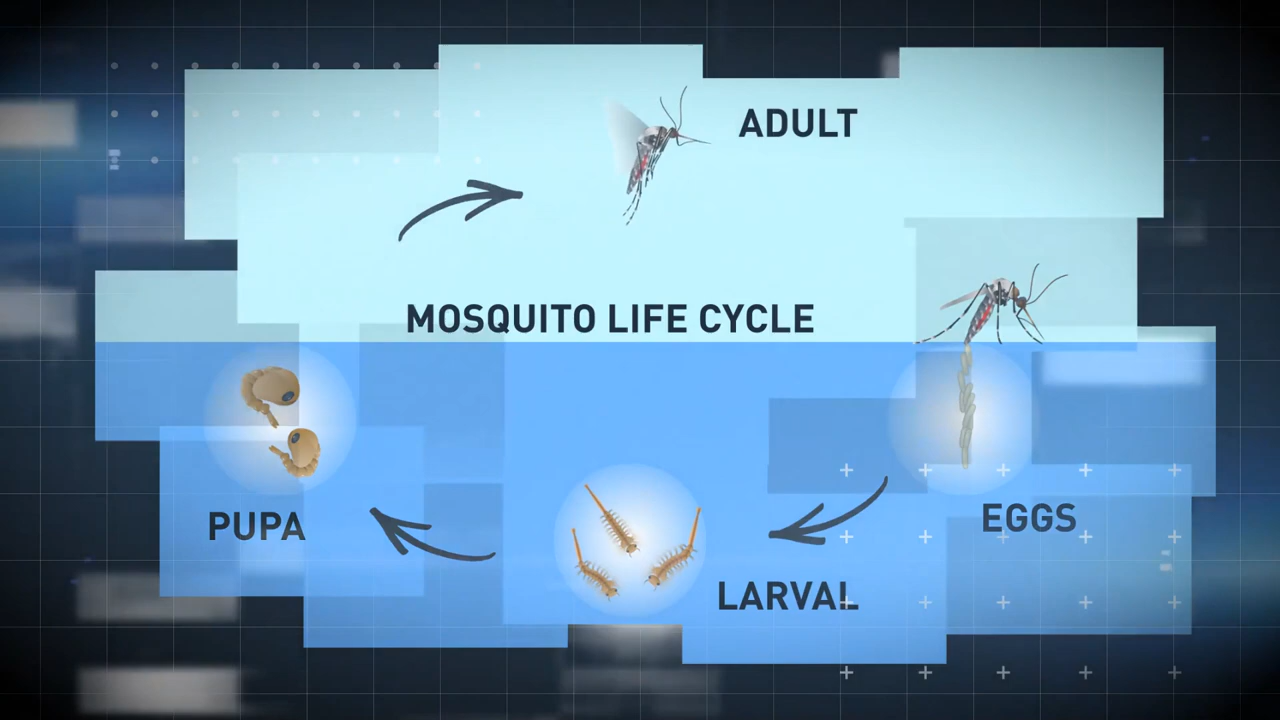 ADULT
MOSQUITO LIFE CYCLE
PUPA
EGGS
LARVAL